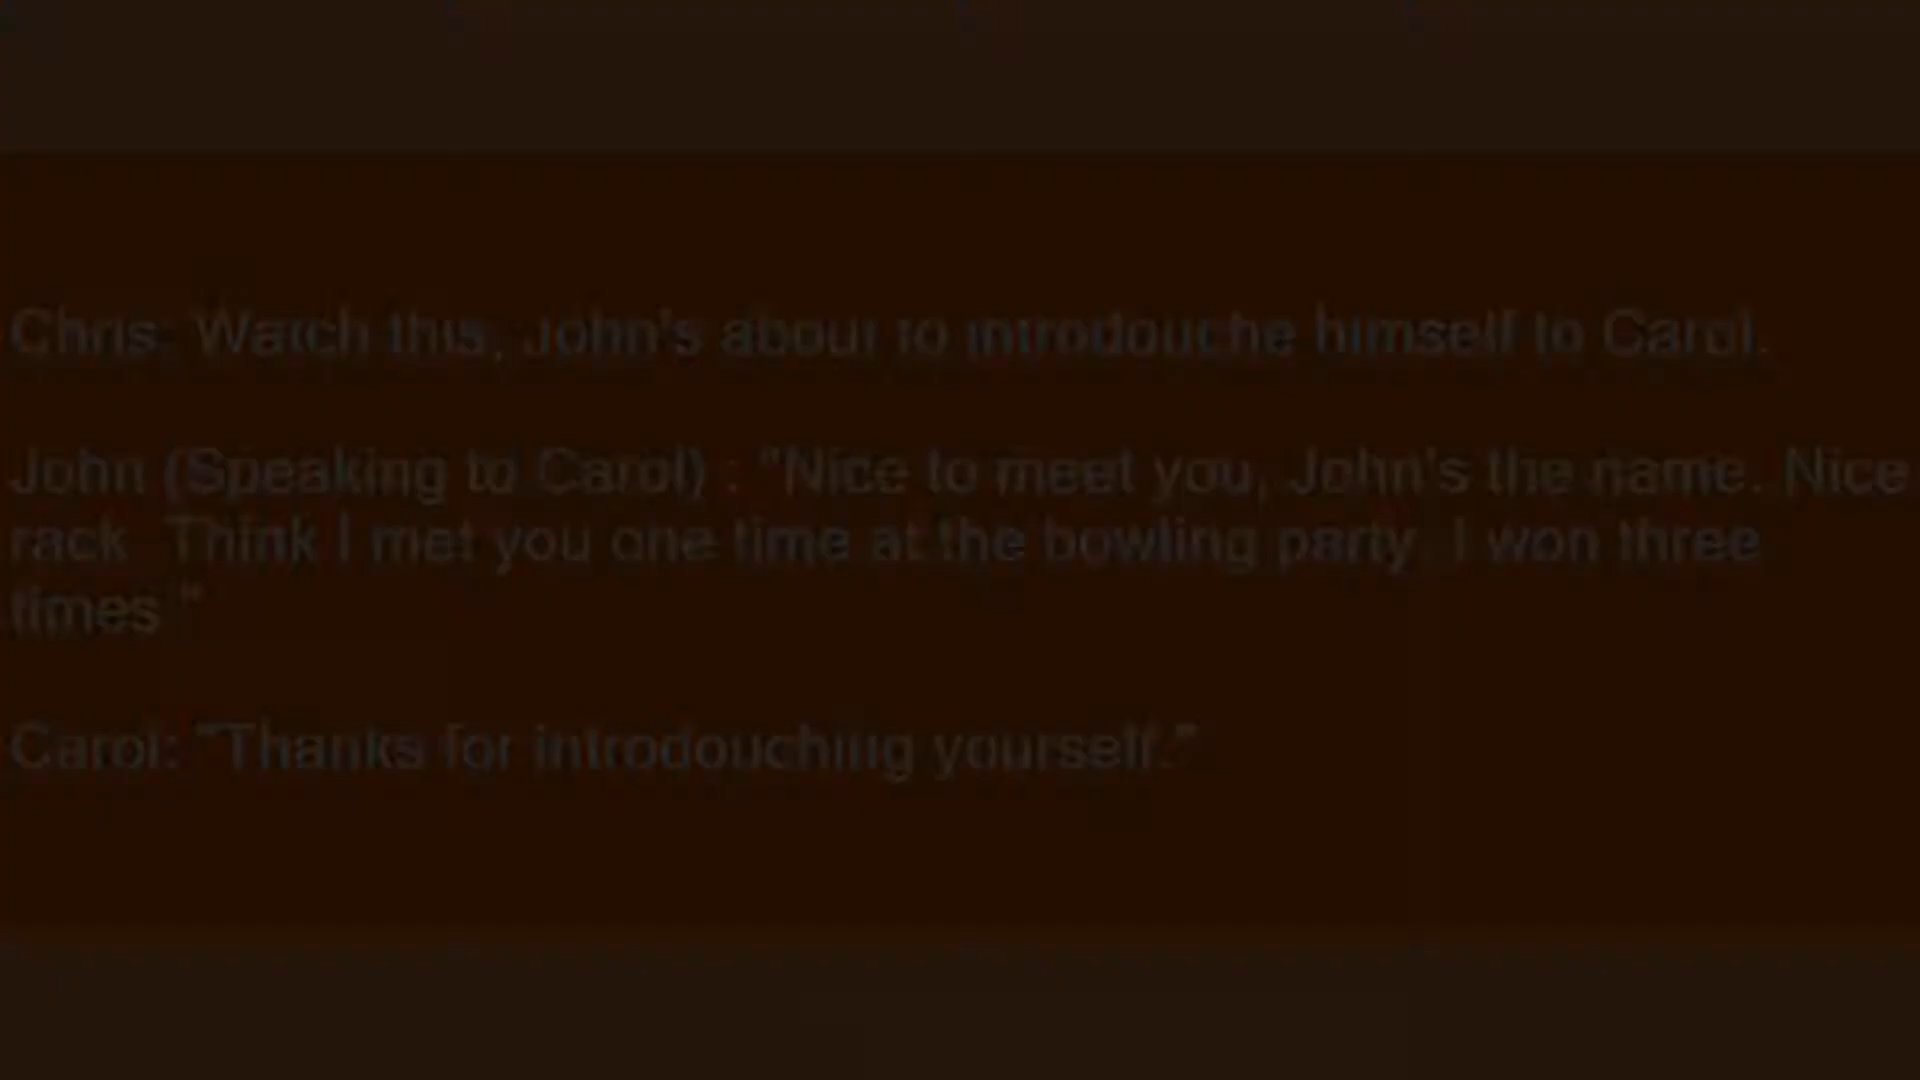 Chris: Watch this, John's about to introdouche himself to Carol.
John (Speaking to Carol) : "Nice to meet you, John's the name. Nice
rack. Think I met you one time at the bowling party. I won three
times."
Carol: "Thanks for introdouching yourself."